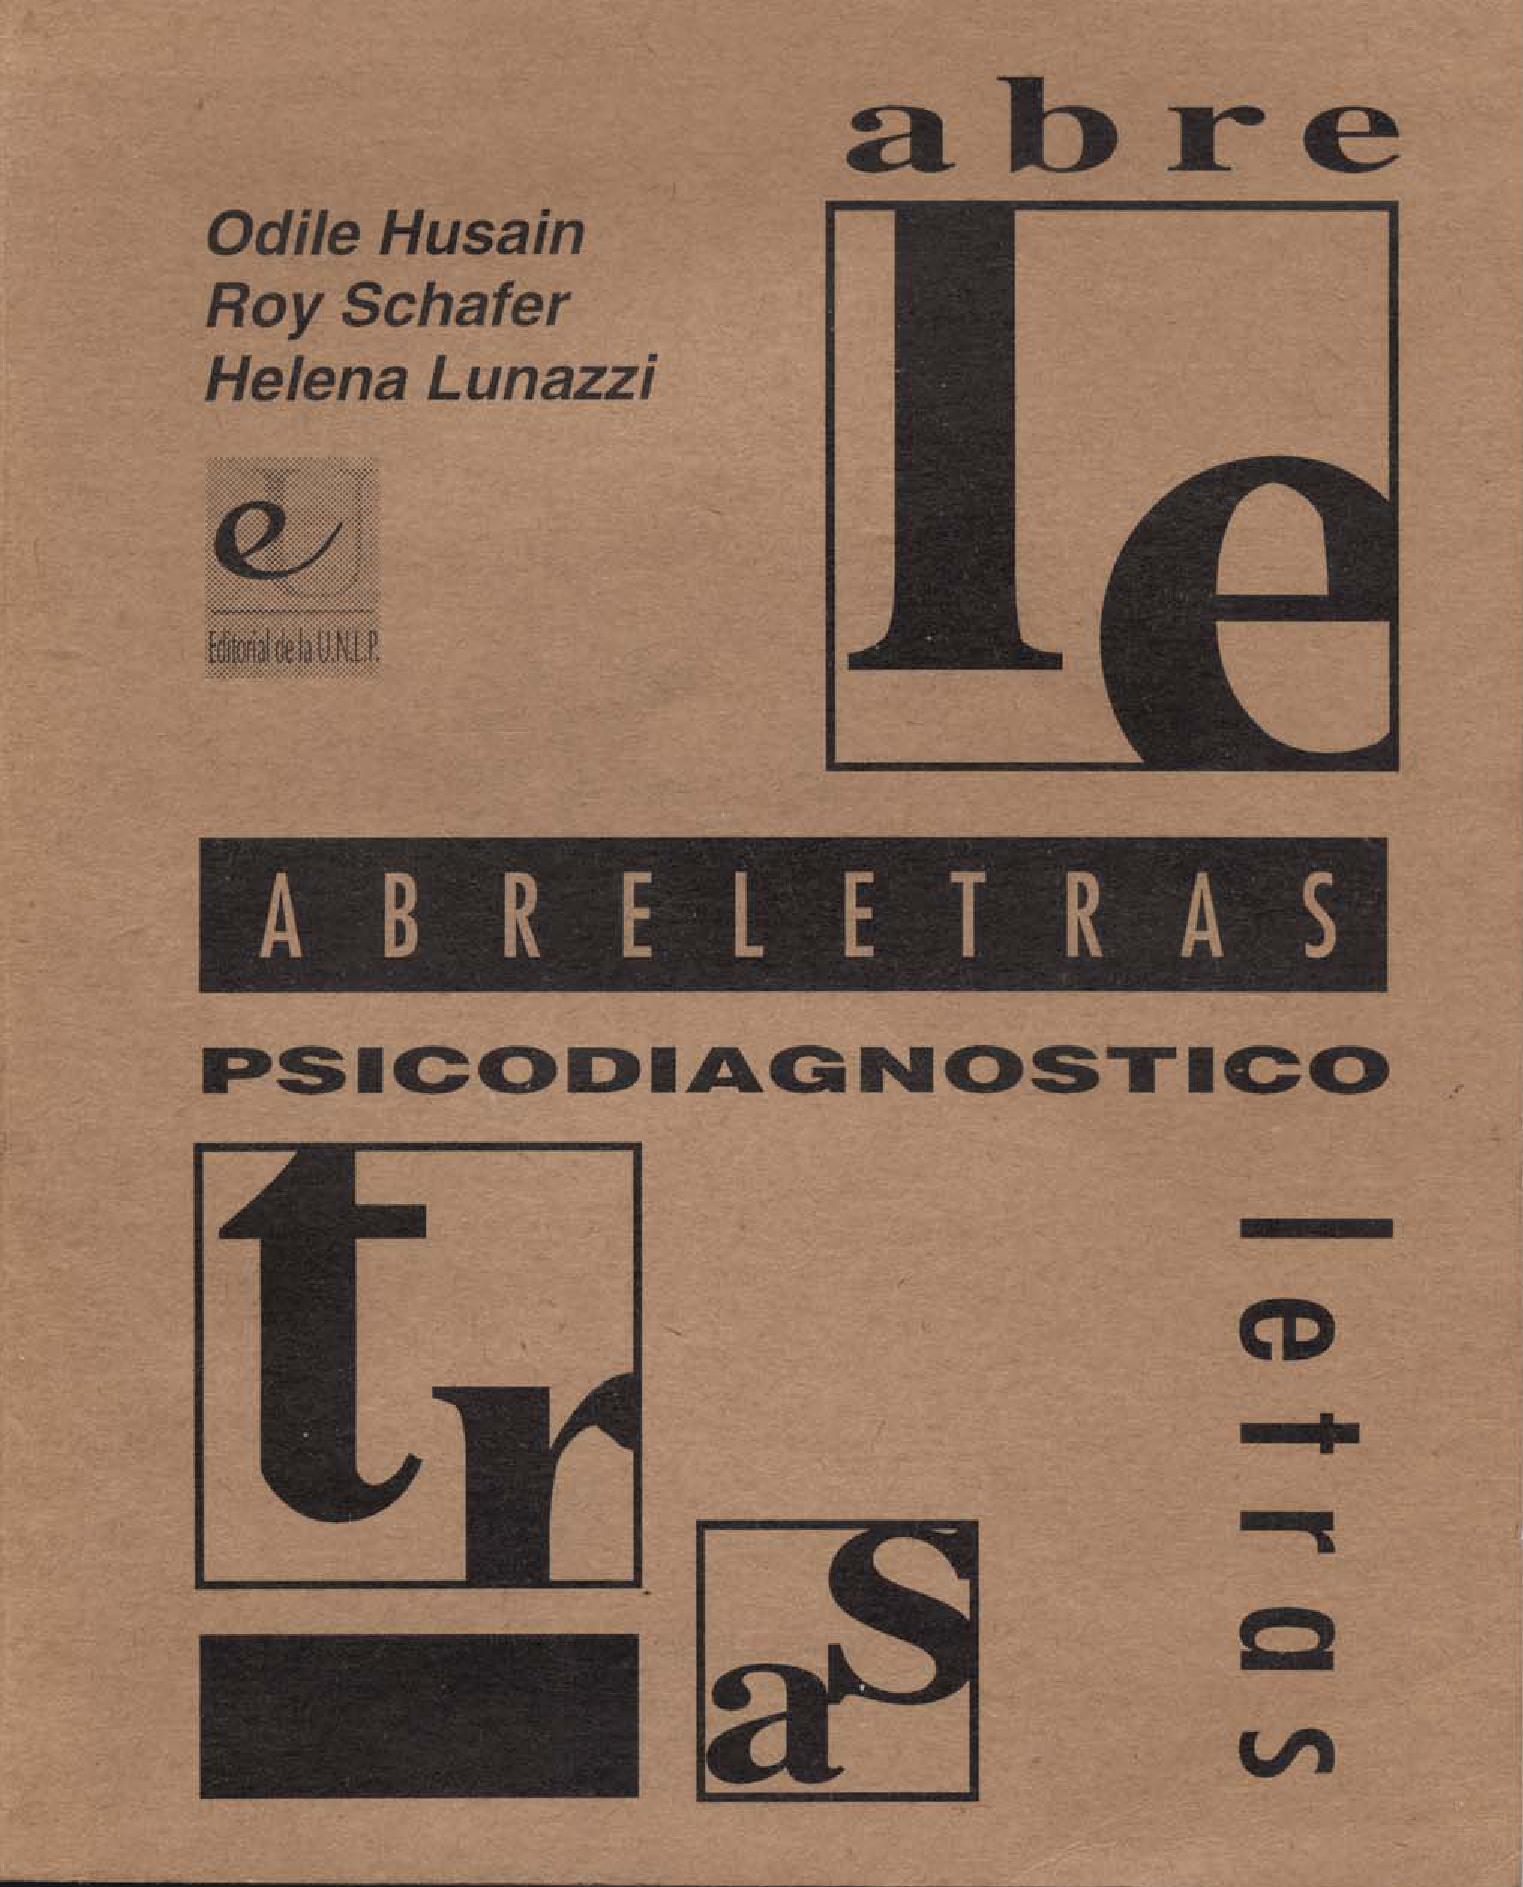 abre
Odile Husain
Roy Schafer
Helena Lunazzi
le
e
Editorial de la U.N.L.P.
ABRELETRAS
PSICODIAGNOSTICO
tr
as
letras